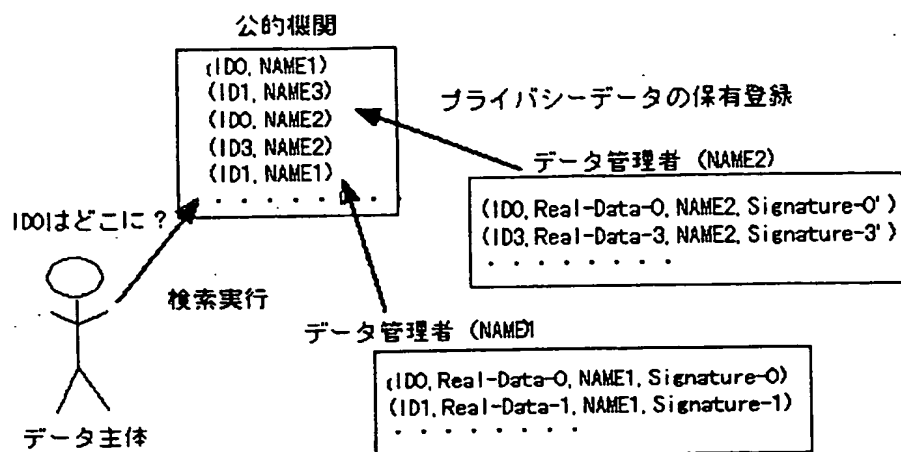 公的機関
(ID0, NAME1)
(ID1, NAME3)
(ID0, NAME2)
(ID3, NAME2)
(ID1, NAME1)
・・・・・・・
プライバシーデータの保有登録
データ管理者 (NAME2)
(ID0, Real-Data-0, NAME2, Signature-0')
(ID3, Real-Data-3, NAME2, Signature-3')
・・・・・・・・
ID0はどこに?
検索実行
データ管理者 (NAME1
(ID0, Real-Data-0, NAME1, Signature-0)
(ID1, Real-Data-1, NAME1, Signature-1)
・・・・・・・・
データ主体